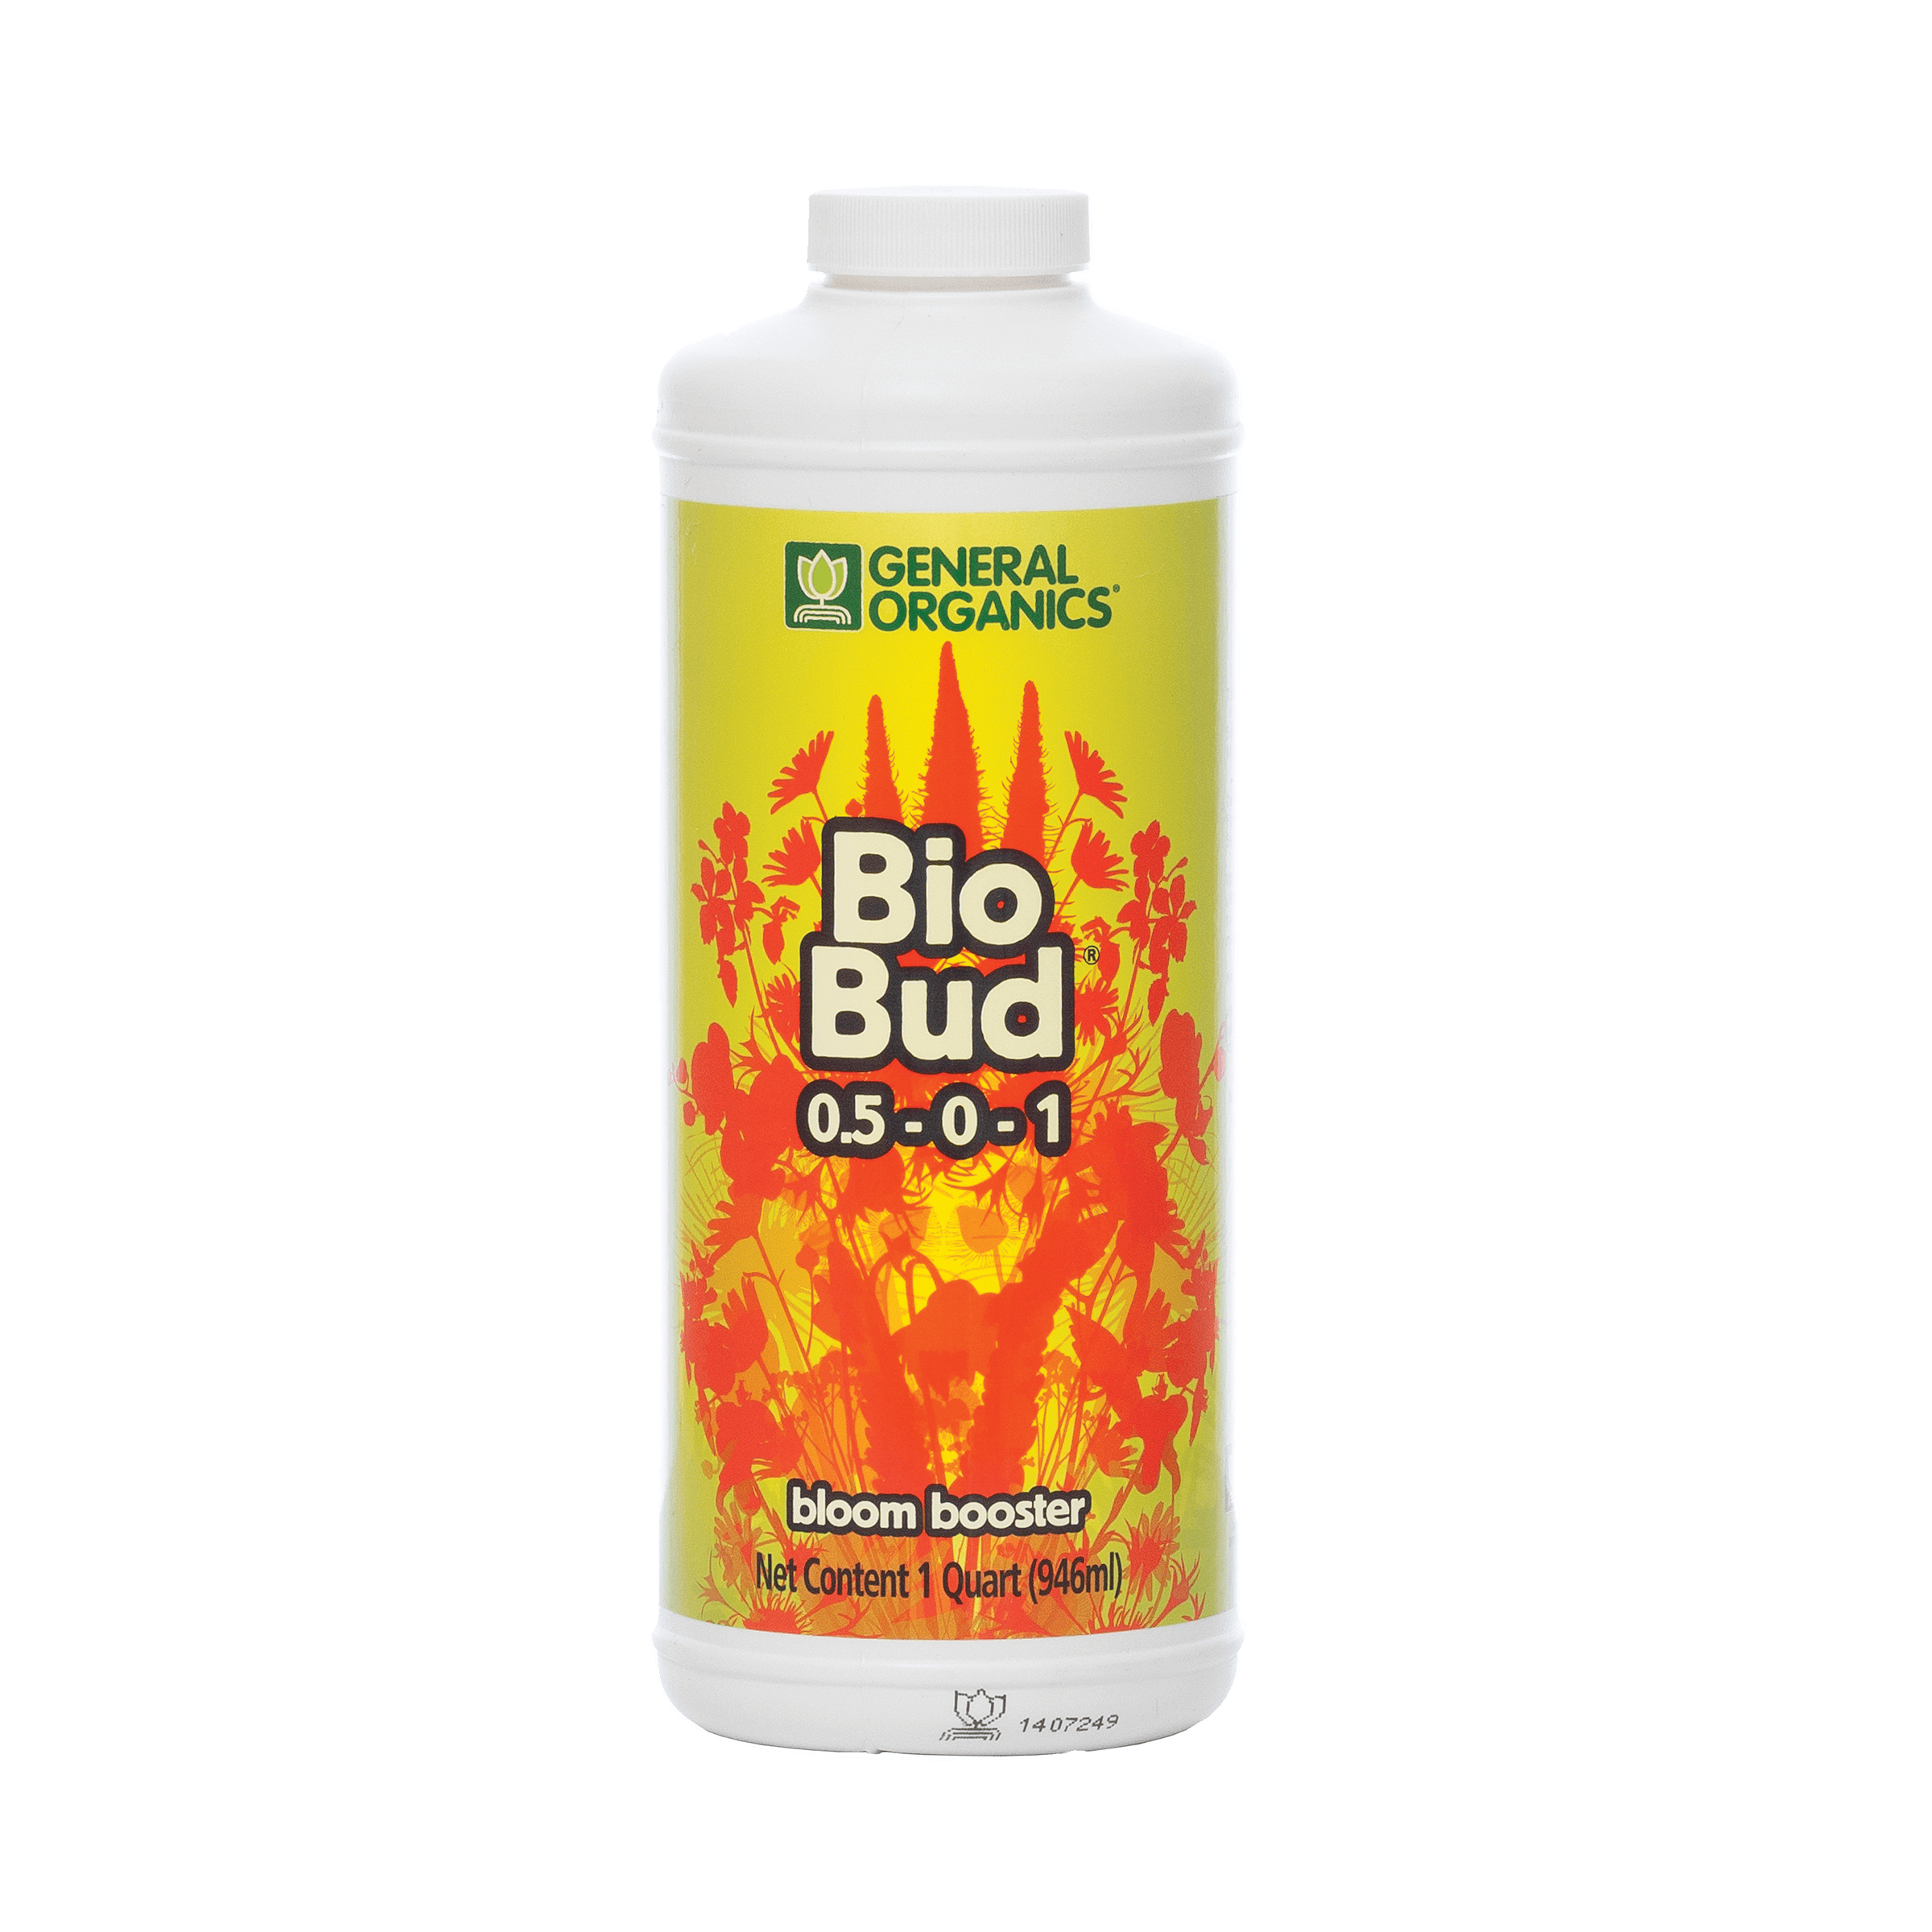 GENERAL
ORGANICS®
Bio
Bud®
0.5 - 0 - 1
bloom booster
Net Content 1 Quart (946ml)
1407249